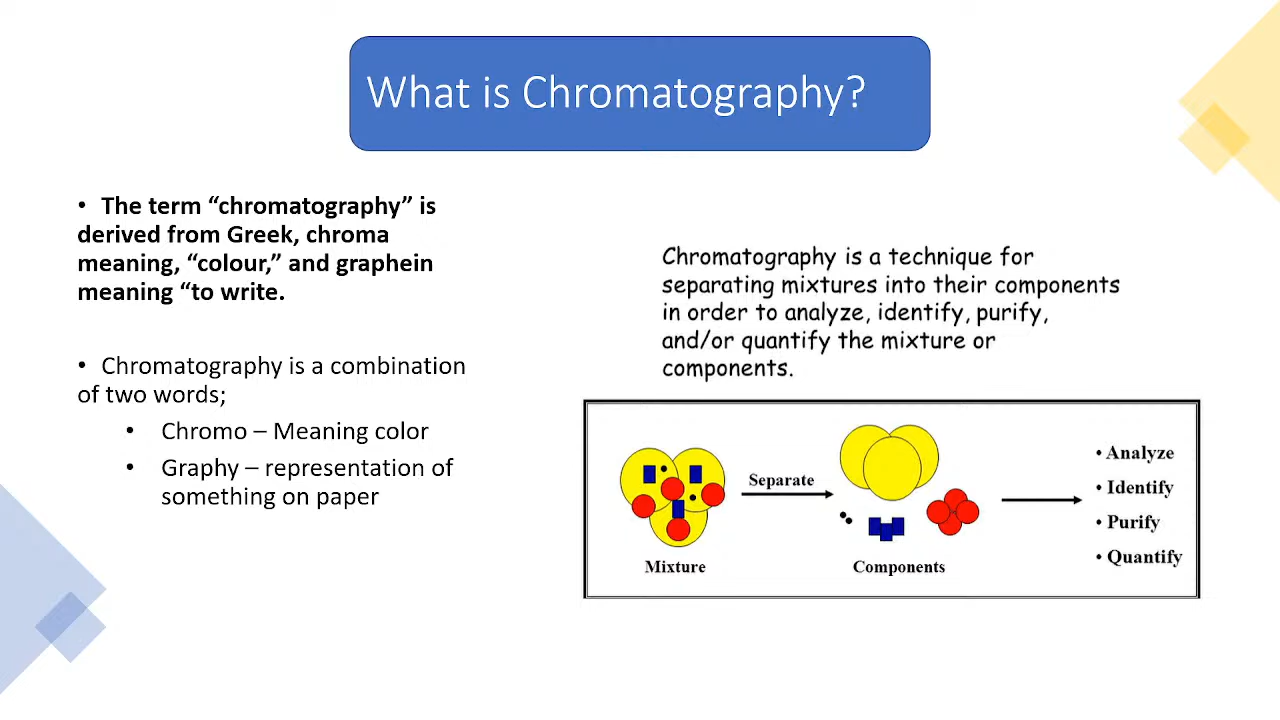 What is Chromatography?
• The term “chromatography” is
derived from Greek, chroma
meaning, “colour,” and graphein
meaning “to write.
• Chromatography is a combination
of two words;
• Chromo – Meaning color
• Graphy – representation of
something on paper
Chromatography is a technique for
separating mixtures into their components
in order to analyze, identify, purify,
and/or quantify the mixture or
components.
Separate
Mixture
Components
• Analyze
• Identify
• Purify
• Quantify